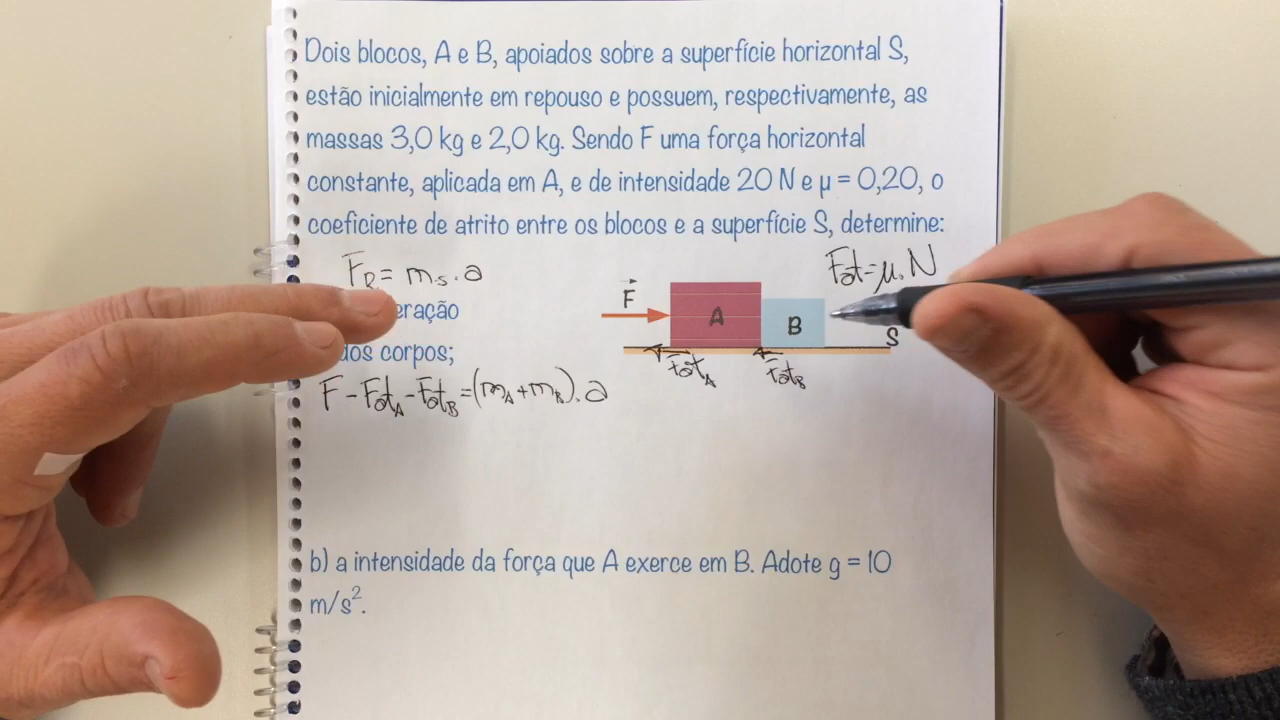 Dois blocos, A e B, apoiados sobre a superfície horizontal S,
estão inicialmente em repouso e possuem, respectivamente, as
massas 3,0 kg e 2,0 kg. Sendo F uma força horizontal
constante, aplicada em A, e de intensidade 20 N e μ = 0,20, o
coeficiente de atrito entre os blocos e a superfície S, determine:
F_R = m_s . a
Fat = μ . N
F
A
B
S
dos corpos;
Fat_A
Fat_B
F - Fat_A - Fat_B = (m_A + m_B) . a
b) a intensidade da força que A exerce em B. Adote g = 10
m/s².